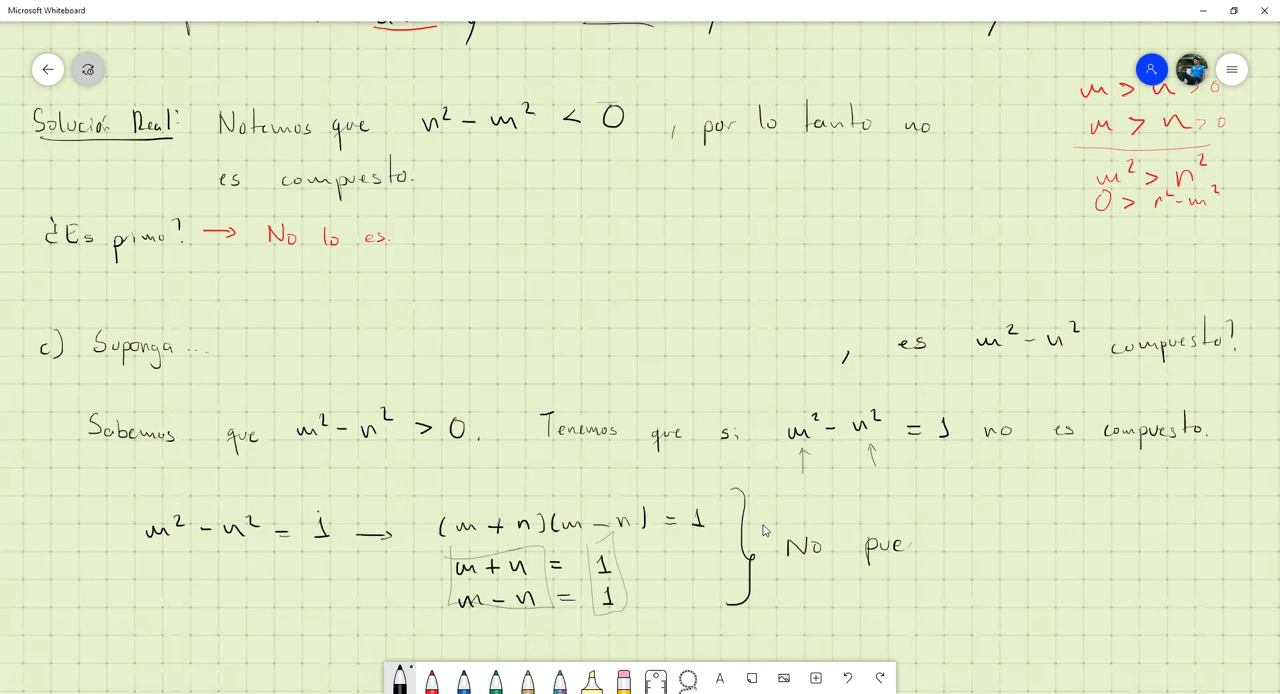 Microsoft Whiteboard
Solución Real: Notemos que n² - m² < 0, por lo tanto no
es compuesto.
m > n > 0
m > n > 0
m² > n²
0 > n² - m²
¿Es primo? → No lo es.
c) Suponga ... , es m² - n² compuesto?
Sabemos que m² - n² > 0. Tenemos que si m² - n² = 1 no es compuesto.
m² - n² = 1 → (m + n)(m - n) = 1
m + n = 1
m - n = 1
No pue